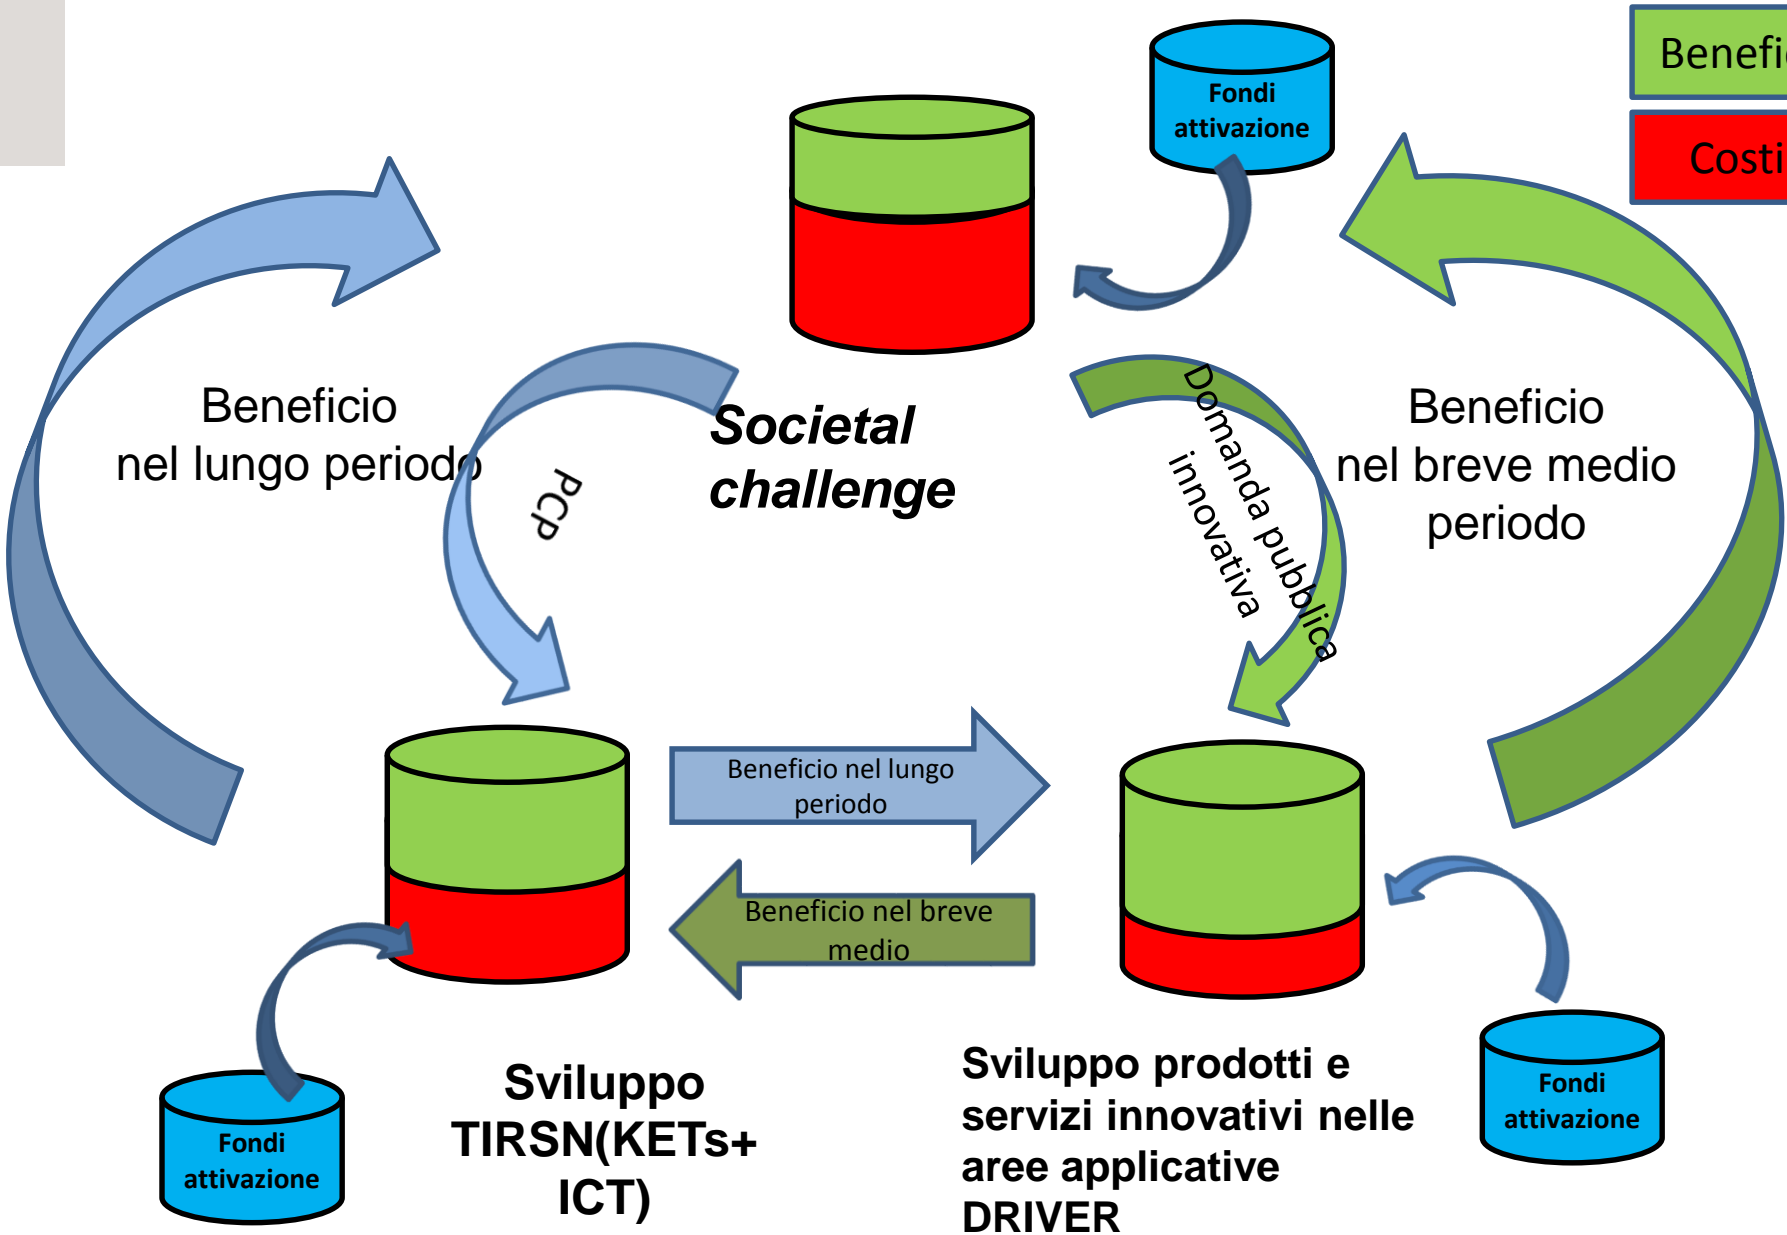 Fondi
attivazione
Benefic
Costi
Beneficio
nel lungo periodo
PCP
Societal
challenge
Domanda pubblica
innovativa
Beneficio
nel breve medio
periodo
Beneficio nel lungo
periodo
Beneficio nel breve
medio
Fondi
attivazione
Sviluppo
TIRSN(KETs+
ICT)
Sviluppo prodotti e
servizi innovativi nelle
aree applicative
DRIVER
Fondi
attivazione